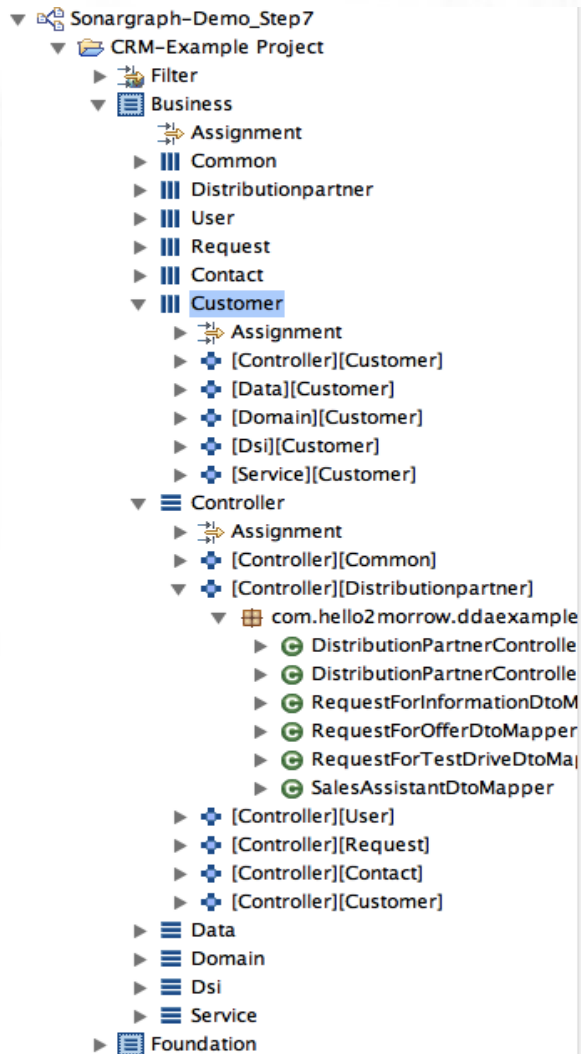 Sonargraph-Demo_Step7
CRM-Example Project
Filter
Business
Assignment
Common
Distributionpartner
User
Request
Contact
Customer
Assignment
[Controller][Customer]
[Data][Customer]
[Domain][Customer]
[Dsi][Customer]
[Service][Customer]
Controller
Assignment
[Controller][Common]
[Controller][Distributionpartner]
com.hello2morrow.ddaexample
DistributionPartnerControlle
DistributionPartnerControlle
RequestForInformationDtoM
RequestForOfferDtoMapper
RequestForTestDriveDtoMa
SalesAssistantDtoMapper
[Controller][User]
[Controller][Request]
[Controller][Contact]
[Controller][Customer]
Data
Domain
Dsi
Service
Foundation